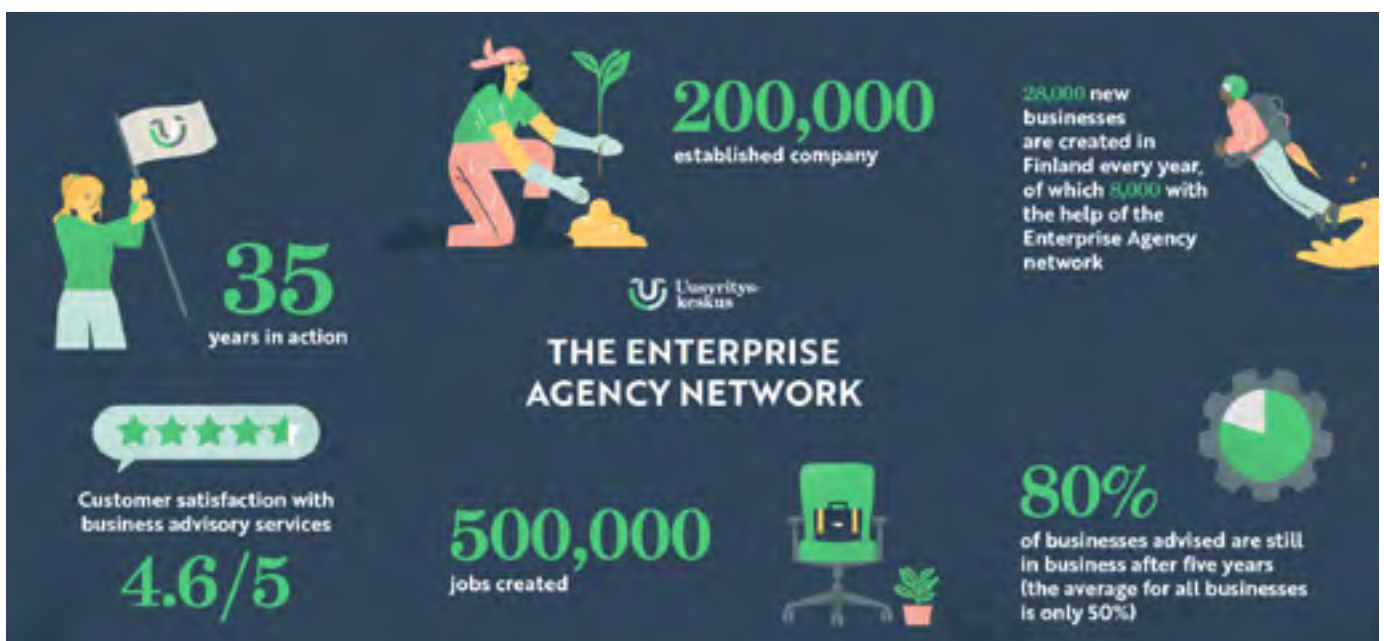 200,000
established company
28,000 new
businesses
are created in
Finland every year,
of which 8,000 with
the help of the
Enterprise Agency
network
35
years in action
Uusyritys-
keskus
THE ENTERPRISE
AGENCY NETWORK
Customer satisfaction with
business advisory services
4.6/5
500,000
jobs created
80%
of businesses advised are still
in business after five years
(the average for all businesses
is only 50%)